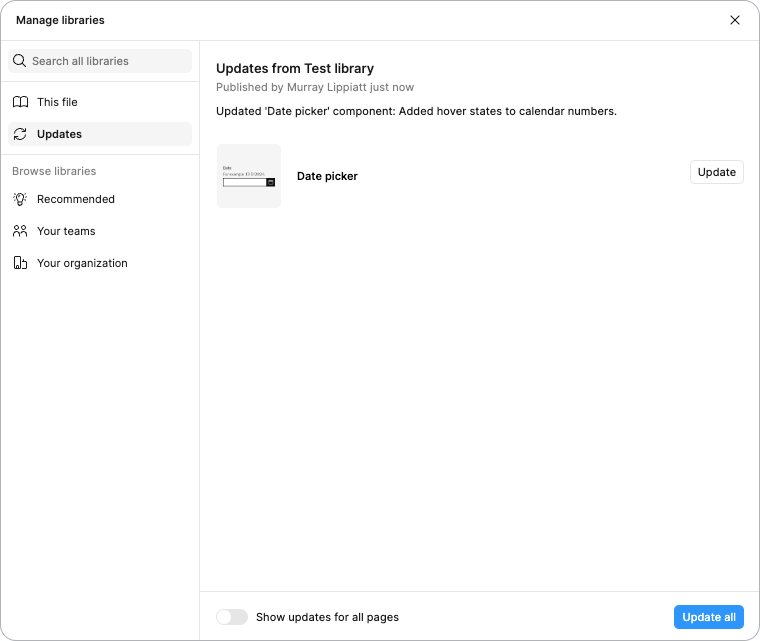 Manage libraries
Search all libraries
This file
Updates
Browse libraries
Recommended
Your teams
Your organization
Updates from Test library
Published by Murray Lippiatt just now
Updated 'Date picker' component: Added hover states to calendar numbers.
Date
Date picker
Update
Show updates for all pages
Update all